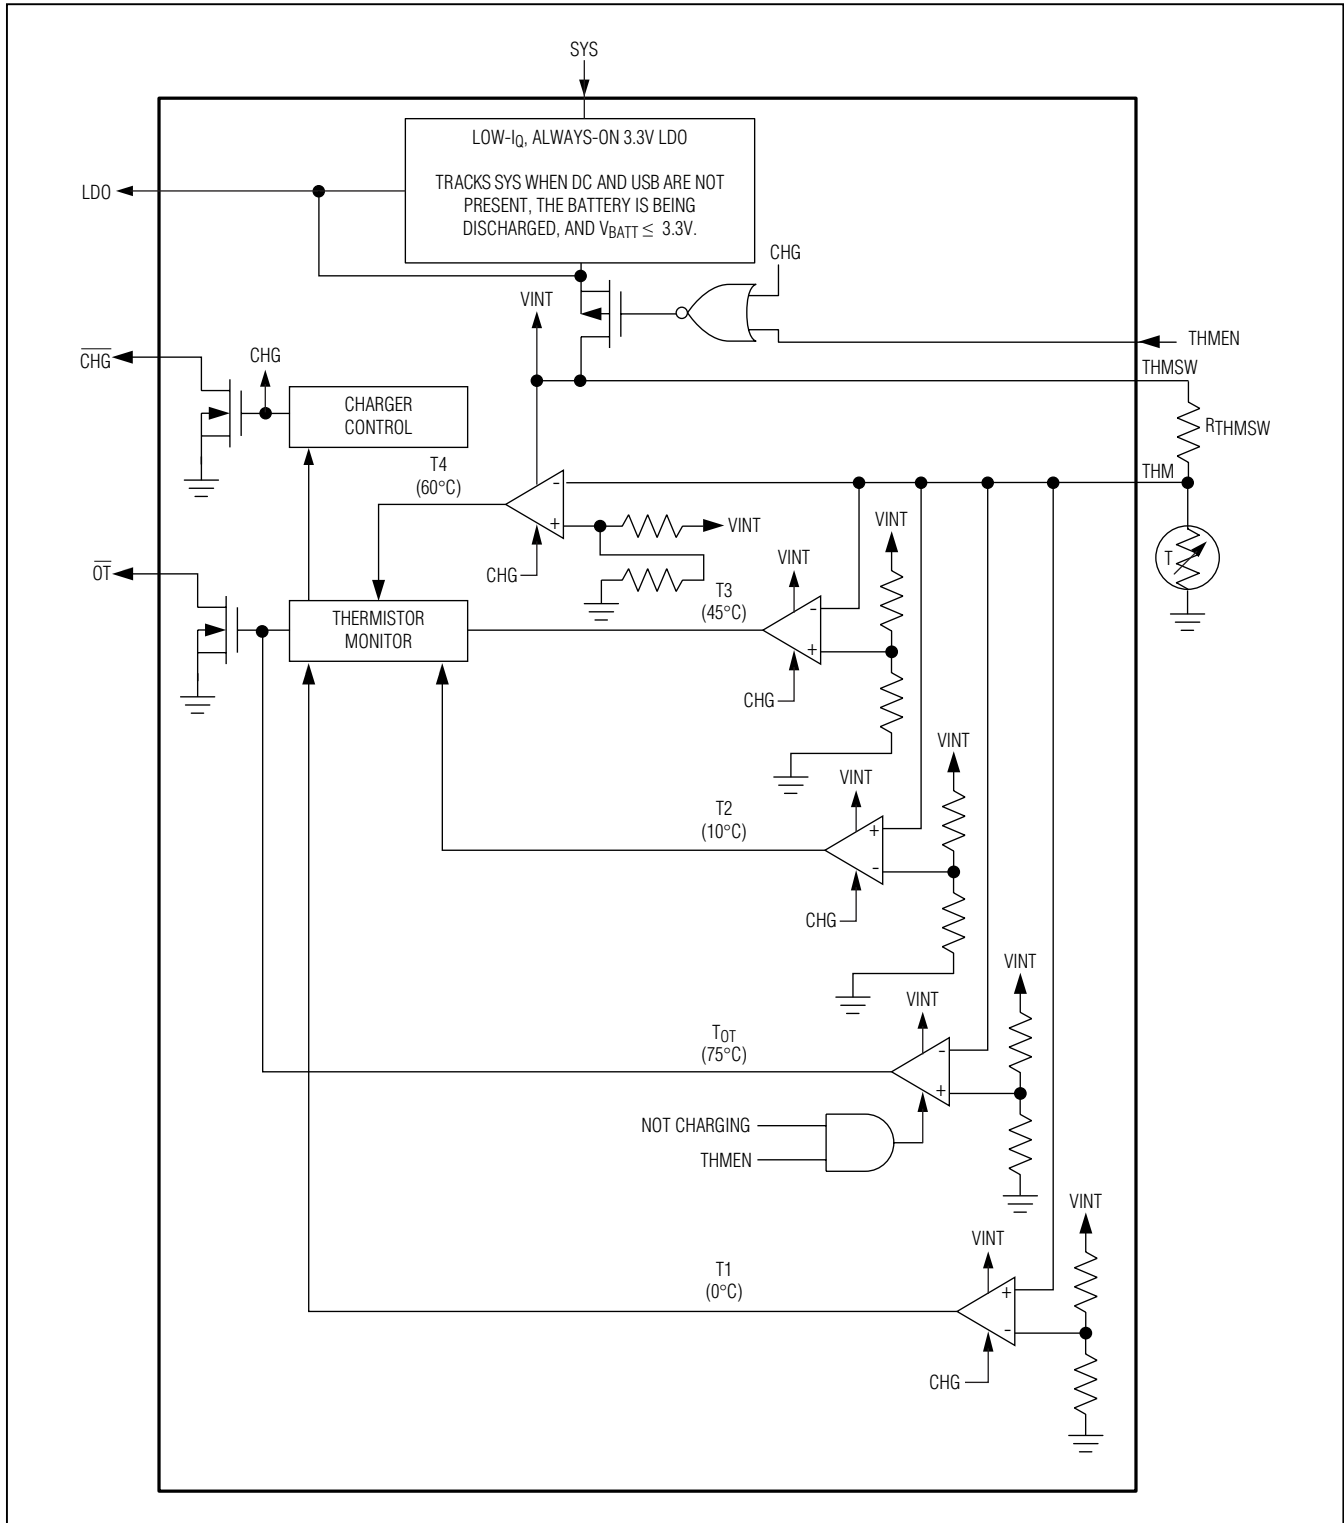 SYS
LOW-IQ, ALWAYS-ON 3.3V LDO
TRACKS SYS WHEN DC AND USB ARE NOT
PRESENT, THE BATTERY IS BEING
DISCHARGED, AND VBATT ≤ 3.3V.
LDO
CHG
VINT
THMEN
THMSW
CHG
CHG
CHARGER
CONTROL
RTHMSW
T4
(60°C)
THM
-
+
VINT
VINT
CHG
OT
VINT
T
T3
(45°C)
-
+
THERMISTOR
MONITOR
CHG
VINT
VINT
T2
(10°C)
+
-
CHG
VINT
VINT
TOT
(75°C)
-
+
NOT CHARGING
THMEN
VINT
VINT
T1
(0°C)
+
-
CHG